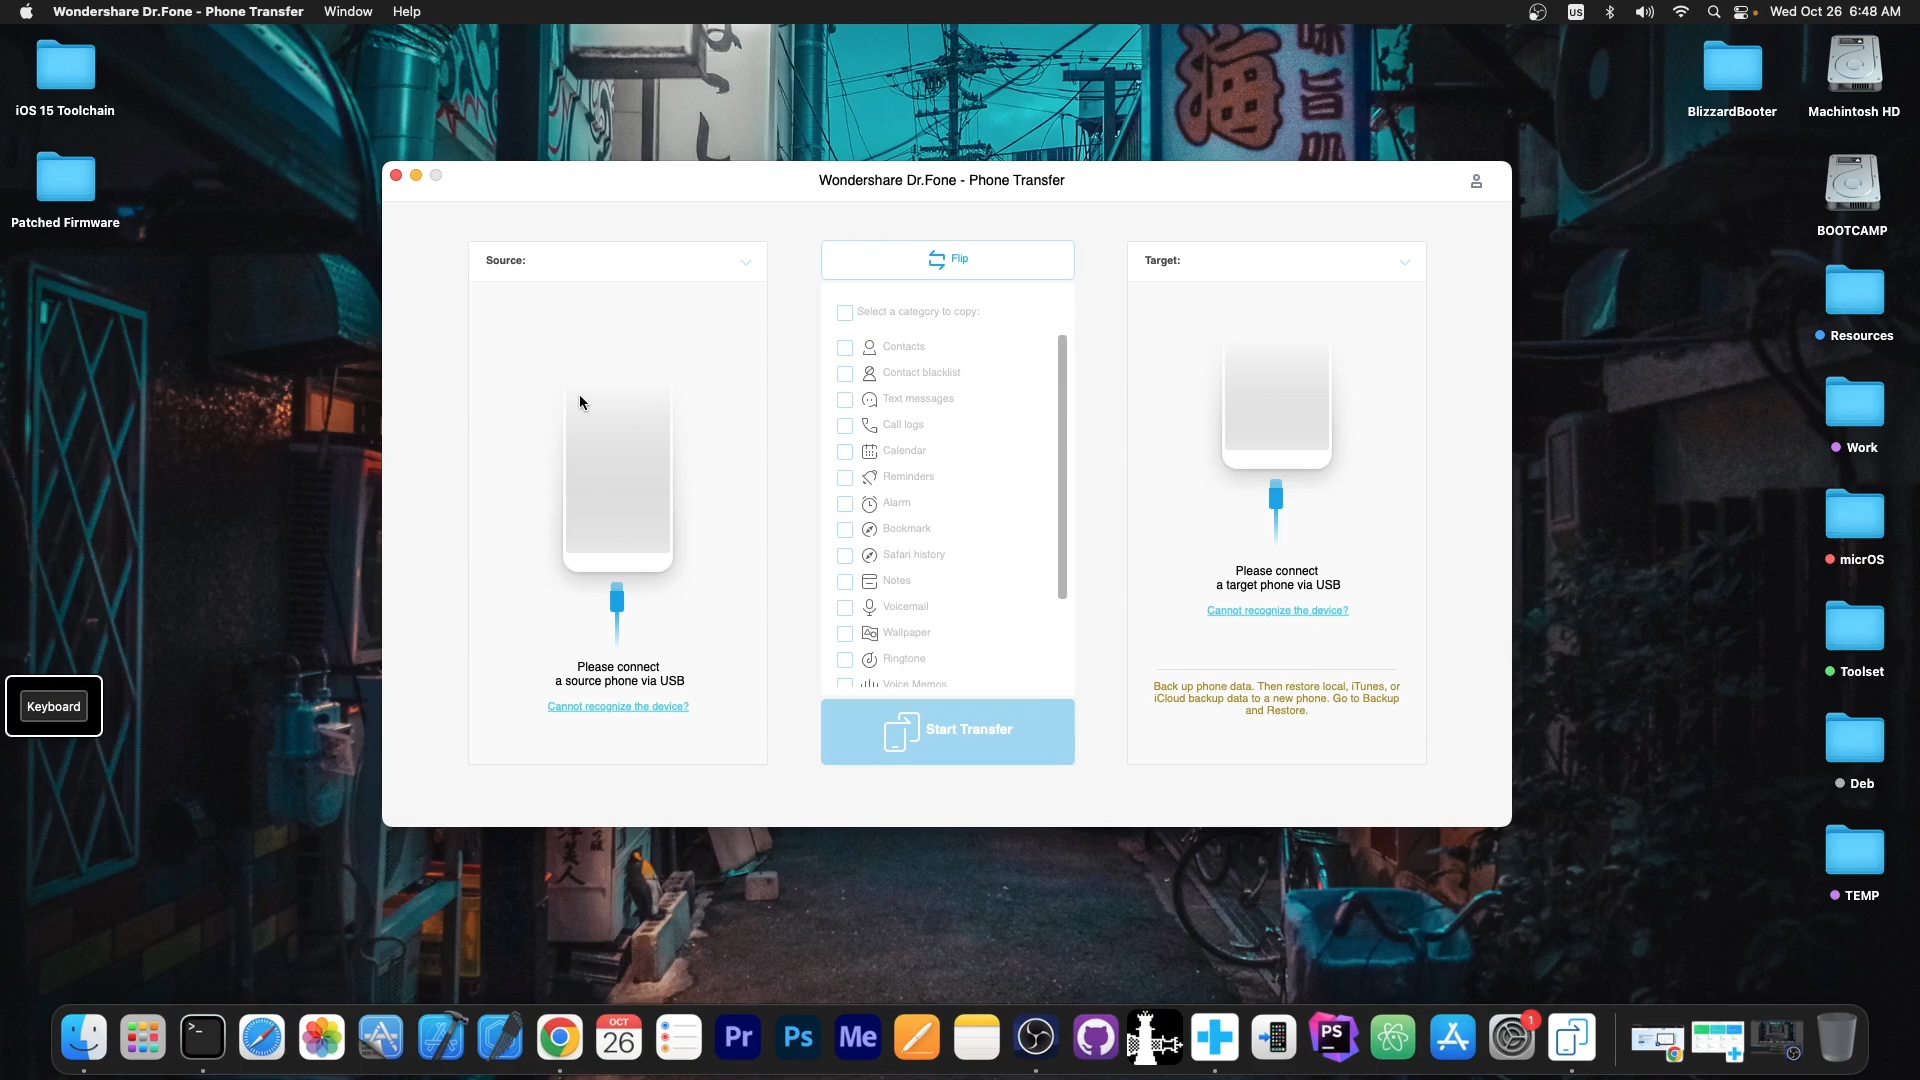 Wondershare Dr.Fone - Phone Transfer Window Help
US Wed Oct 26 6:48 AM
iOS 15 Toolchain
Patched Firmware
BlizzardBooter
Machintosh HD
BOOTCAMP
Resources
Work
micrOS
Toolset
Deb
TEMP
海
Keyboard
Wondershare Dr.Fone - Phone Transfer
Source:
Please connect
a source phone via USB
Cannot recognize the device?
Flip
Select a category to copy:
Contacts
Contact blacklist
Text messages
Call logs
Calendar
Reminders
Alarm
Bookmark
Safari history
Notes
Voicemail
Wallpaper
Ringtone
Voice Memos
Start Transfer
Target:
Please connect
a target phone via USB
Cannot recognize the device?
Back up phone data. Then restore local, iTunes, or
iCloud backup data to a new phone. Go to Backup
and Restore.
OCT
26
Pr
Ps
Me
PS
1